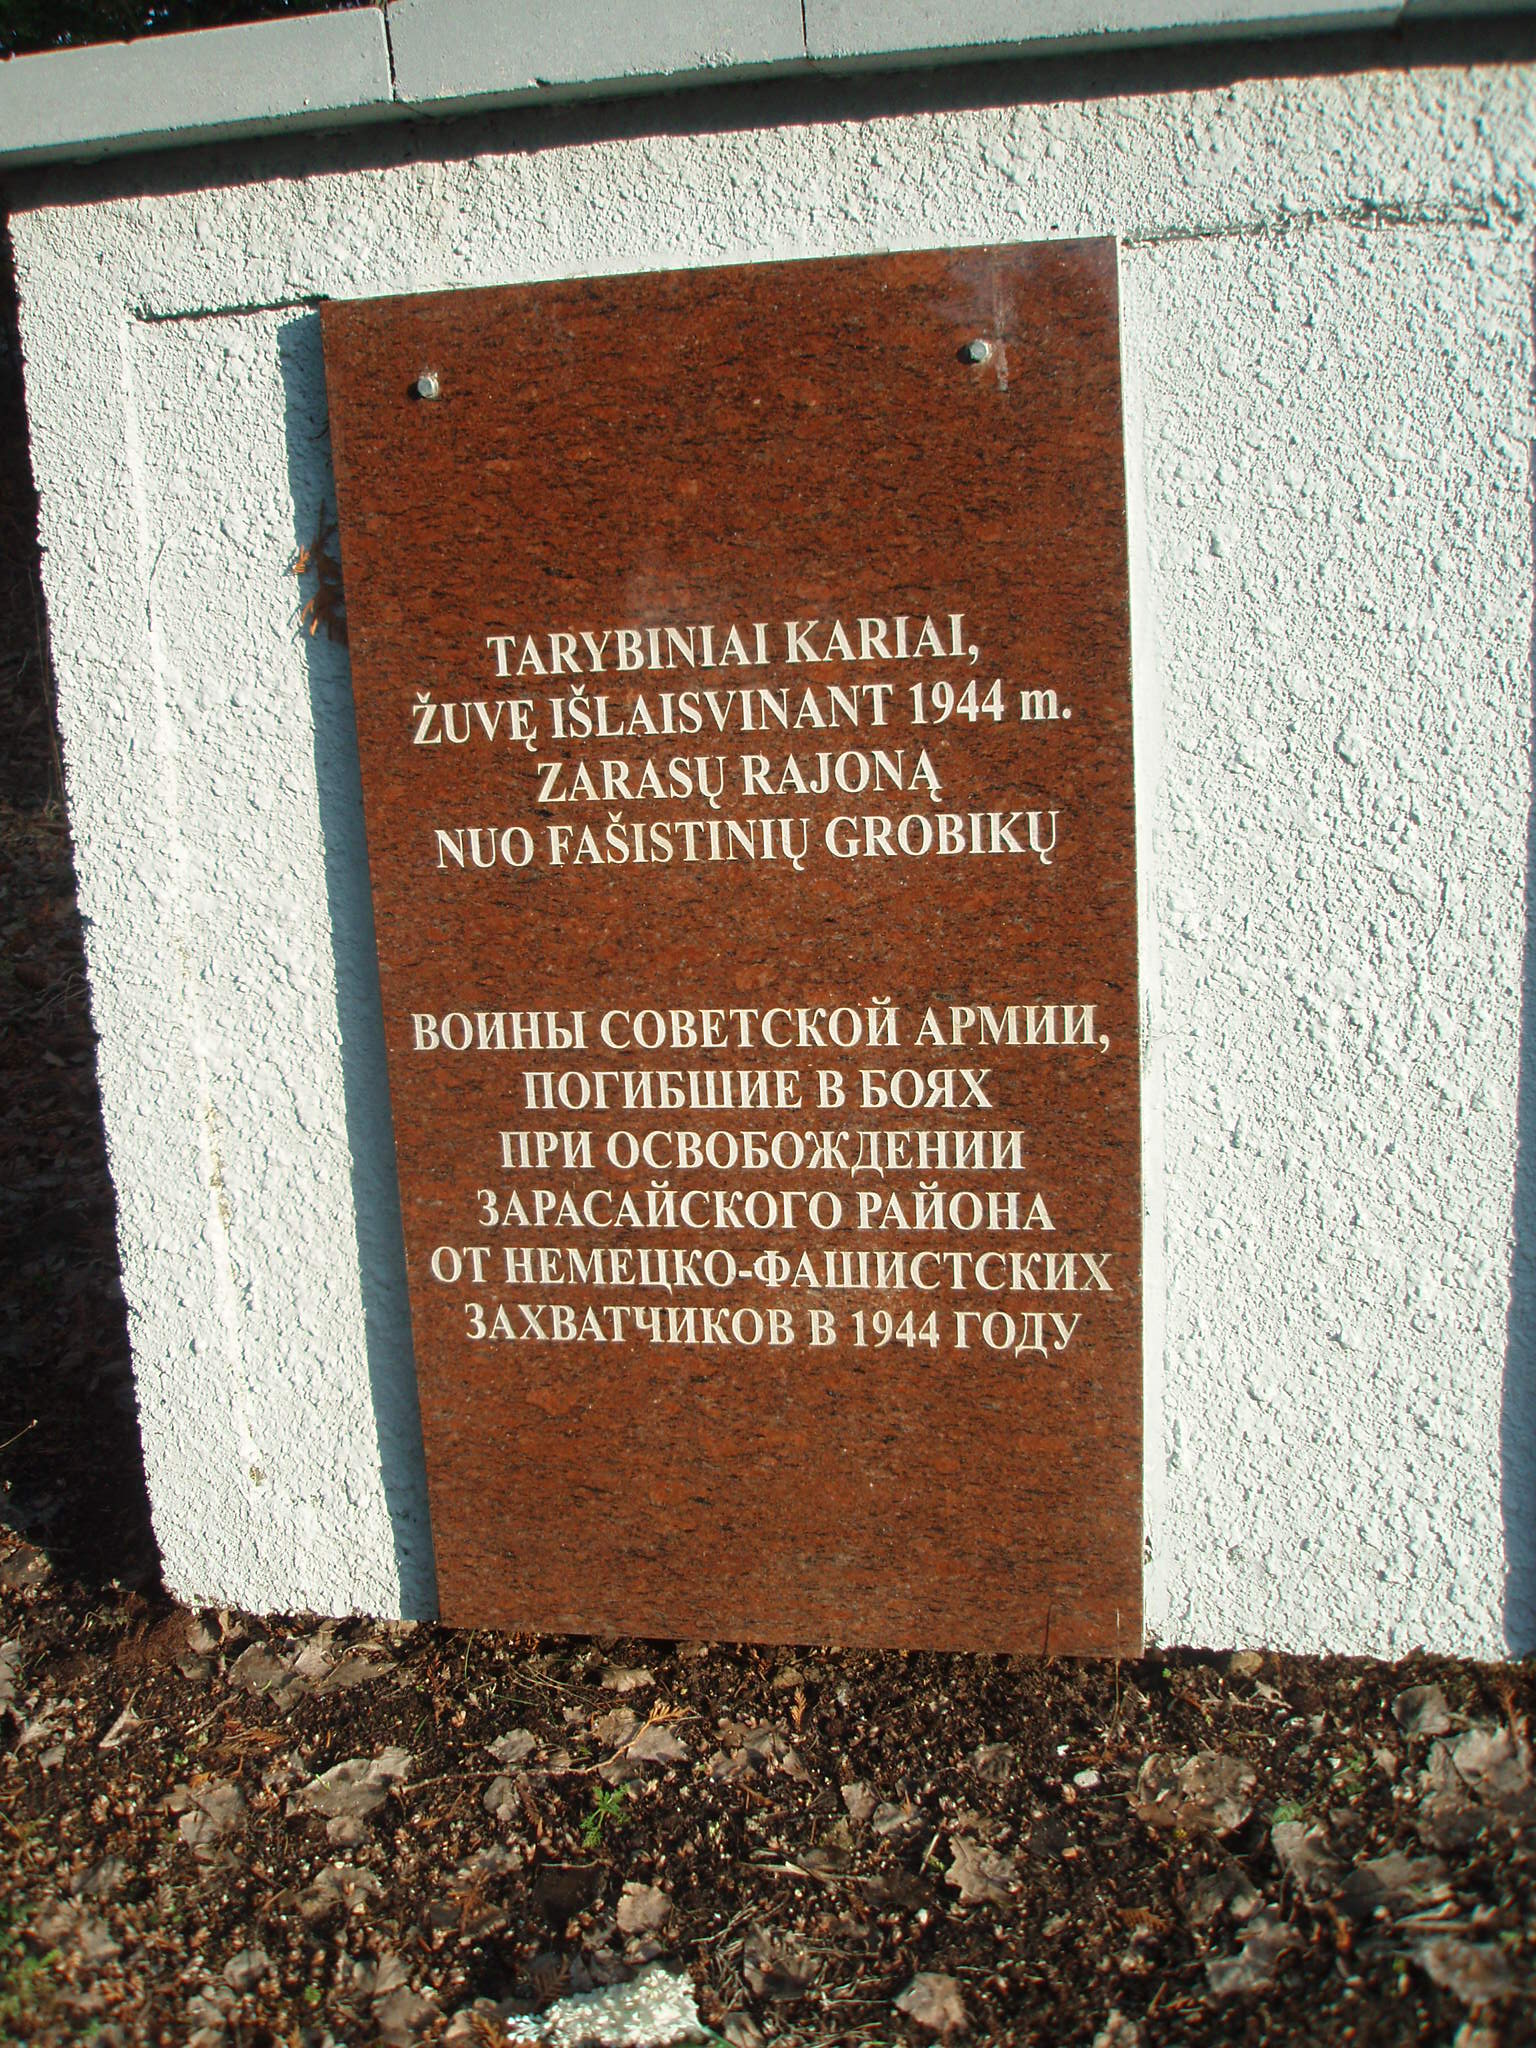 TARYBINIAI KARIAI,
ŽUVĘ IŠLAISVINANT 1944 m.
ZARASŲ RAJONĄ
NUO FAŠISTINIŲ GROBIKŲ
ВОИНЫ СОВЕТСКОЙ АРМИИ,
ПОГИБШИЕ В БОЯХ
ПРИ ОСВОБОЖДЕНИИ
ЗАРАСАЙСКОГО РАЙОНА
ОТ НЕМЕЦКО-ФАШИСТСКИХ
ЗАХВАТЧИКОВ В 1944 ГОДУ